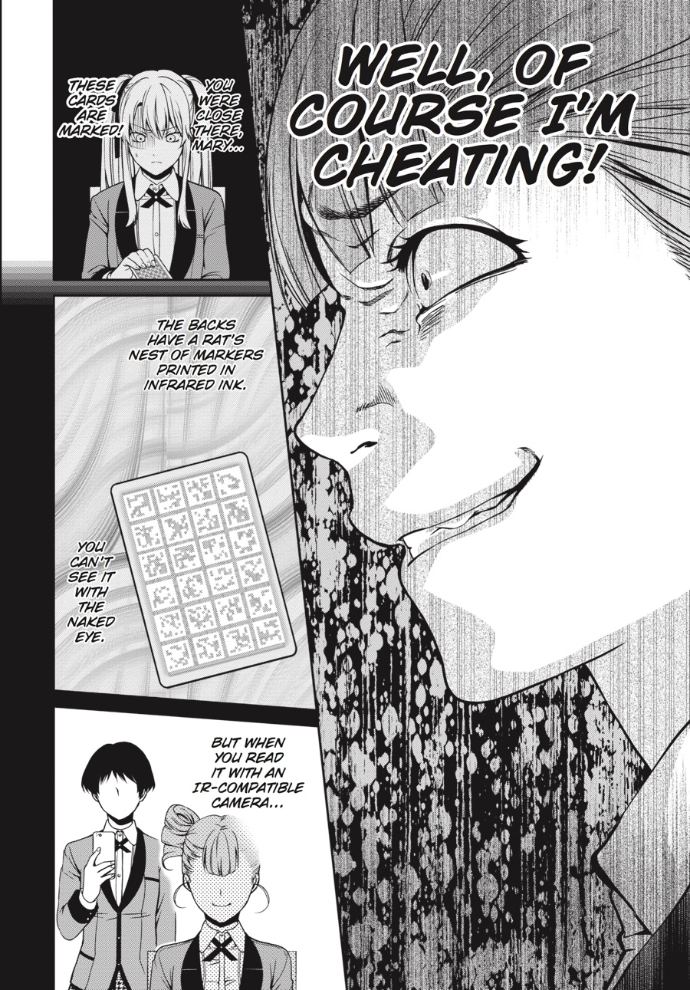 WELL, OF
COURSE I'M
CHEATING!
YOU
WERE
CLOSE
THERE,
MARY...
THESE
CARDS
ARE
MARKED!
THE BACKS
HAVE A RAT'S
NEST OF MARKERS
PRINTED IN
INFRARED INK.
YOU
CAN'T
SEE IT
WITH
THE
NAKED
EYE.
BUT WHEN
YOU READ
IT WITH AN
IR-COMPATIBLE
CAMERA...